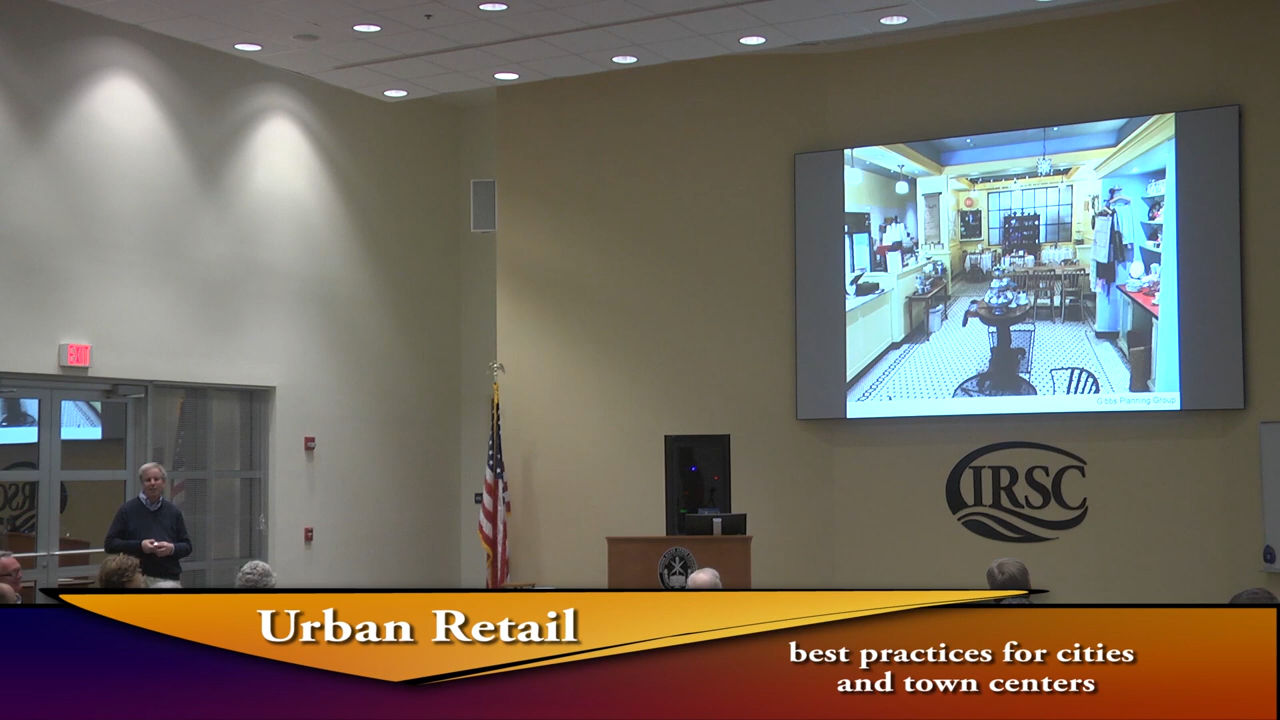 EXIT
Gibbs Planning Group
IRSC
Urban Retail
best practices for cities
and town centers